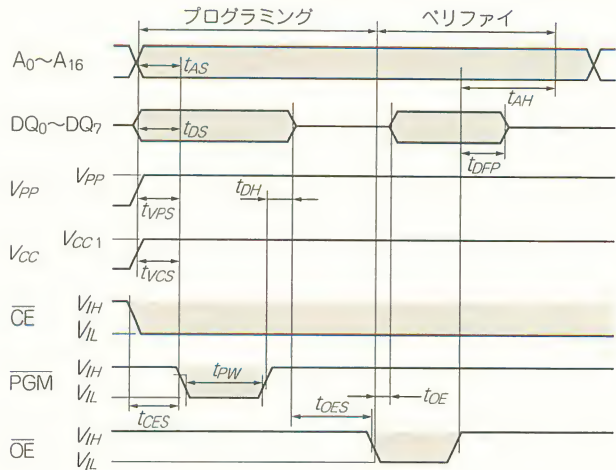 プログラミング ベリファイ
A0～A16
tAS
tAH
DQ0～DQ7
tDS
tDFP
VPP VPP
tVPS
tDH
VCC VCC1
tVCS
CE VIH
VIL
PGM VIH
VIL
tPW
tCES
tOES
tOE
OE VIH
VIL